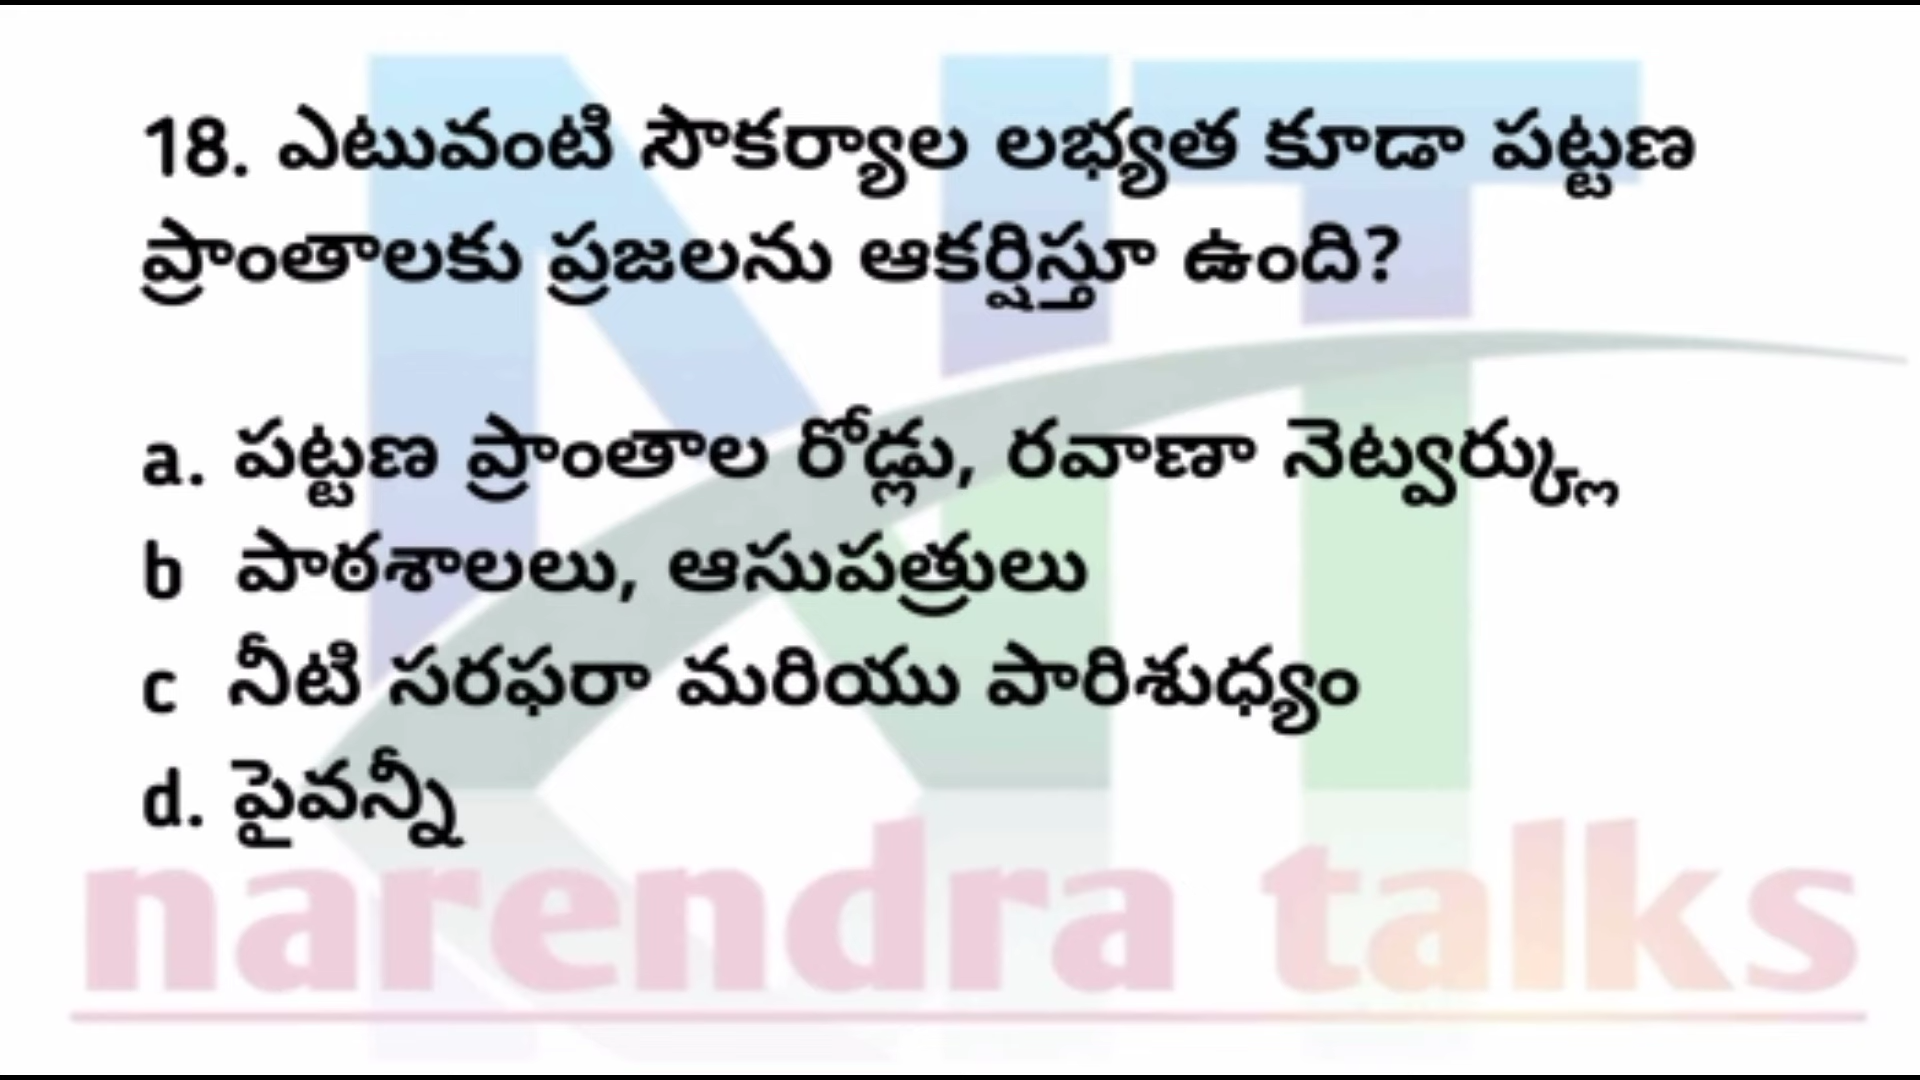 18. ఎటువంటి సౌకర్యాల లభ్యత కూడా పట్టణ
ప్రాంతాలకు ప్రజలను ఆకర్షిస్తూ ఉంది?
a. పట్టణ ప్రాంతాల రోడ్లు, రవాణా నెట్వర్క్లు
b పాఠశాలలు, ఆసుపత్రులు
c నీటి సరఫరా మరియు పారిశుధ్యం
d. పైవన్నీ
NT
narendra talks